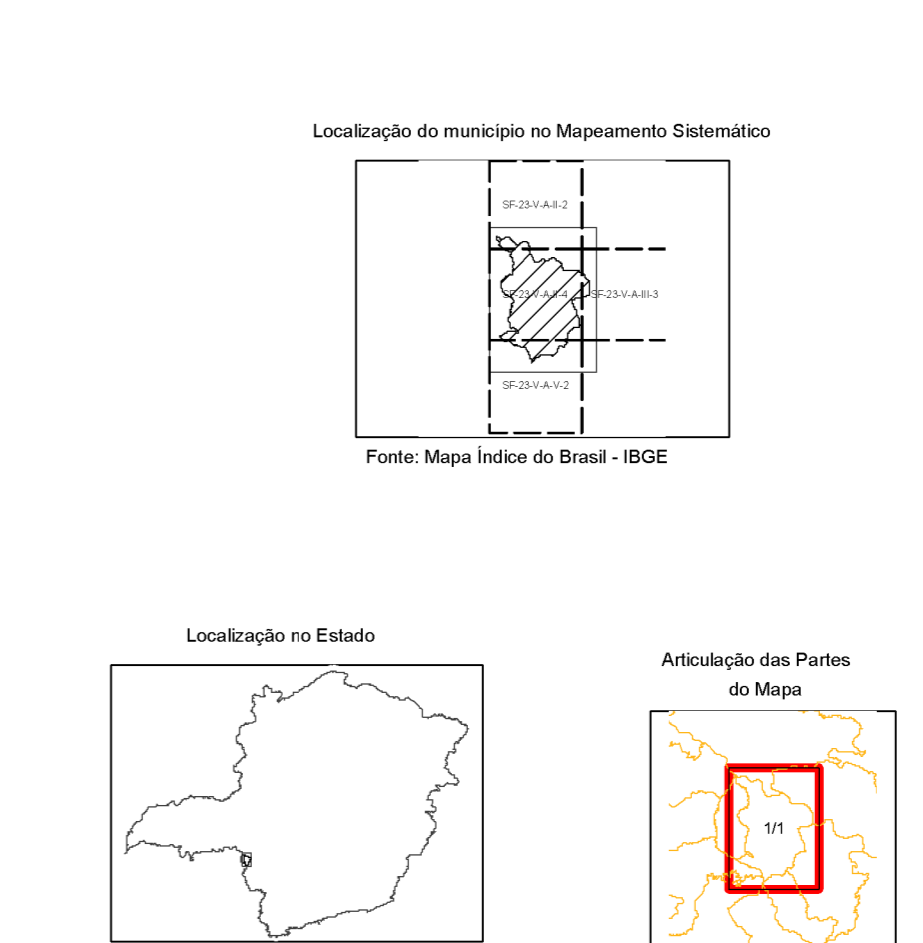 Localização do município no Mapeamento Sistemático
SF-23-V-A-II-2
SF-23-V-A-II-4
SF-23-V-A-III-3
SF-23-V-A-V-2
Fonte: Mapa Índice do Brasil - IBGE
Localização no Estado
Articulação das Partes
do Mapa
1/1